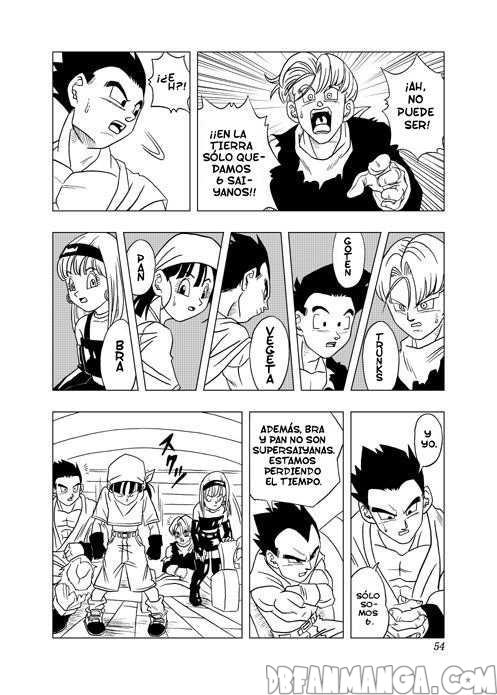 ¡AH,
NO
PUEDE
SER!
¡¡EN LA
TIERRA
SÓLO QUE-
DAMOS
6 SAI-
YANOS!!
¡¿E
H?!
TRUNKS
GOTEN
VEGETA
PAN
BRA
Y
YO.
SÓLO
SO-
MOS
6.
ADEMÁS, BRA
Y PAN NO SON
SUPERSAIYANAS.
ESTAMOS
PERDIENDO
EL TIEMPO.
54
DBFANMANGA.COM